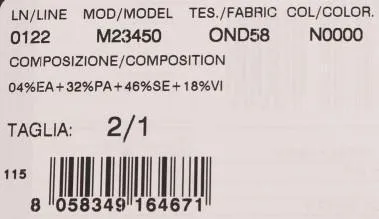 LN/LINE MOD/MODEL TES./FABRIC COL/COLOR.
0122 M23450 OND58 N0000
COMPOSIZIONE/COMPOSITION
04%EA+32%PA+46%SE+18%VI
TAGLIA: 2/1
115
8 058349 164671